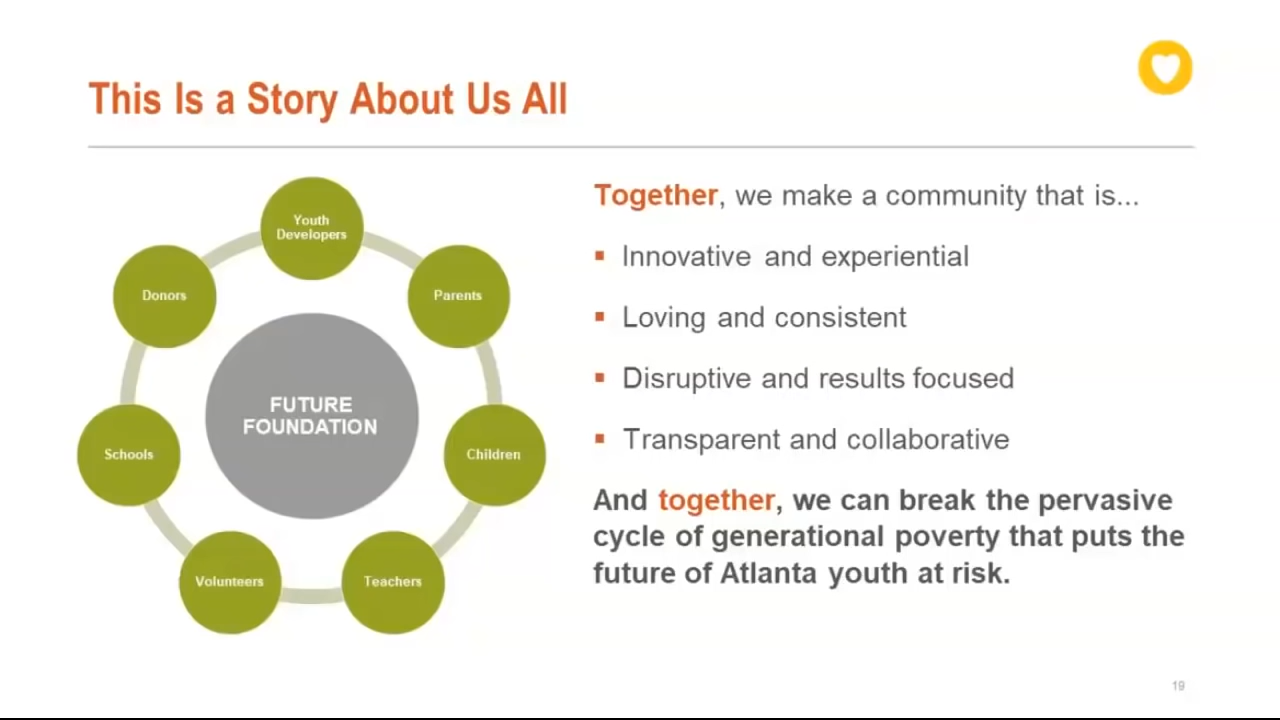 This Is a Story About Us All
Youth
Developers
Parents
Children
Teachers
Volunteers
Schools
Donors
FUTURE
FOUNDATION
Together, we make a community that is...
▪ Innovative and experiential
▪ Loving and consistent
▪ Disruptive and results focused
▪ Transparent and collaborative
And together, we can break the pervasive
cycle of generational poverty that puts the
future of Atlanta youth at risk.
19